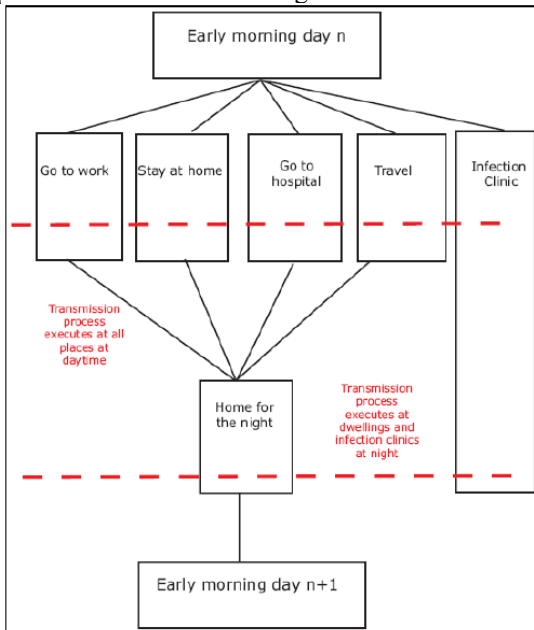 Early morning day n
Go to work
Stay at home
Go to
hospital
Travel
Infection
Clinic
Transmission
process
executes at all
places at
daytime
Home for
the night
Transmission
process
executes at
dwellings and
infection clinics
at night
Early morning day n+1